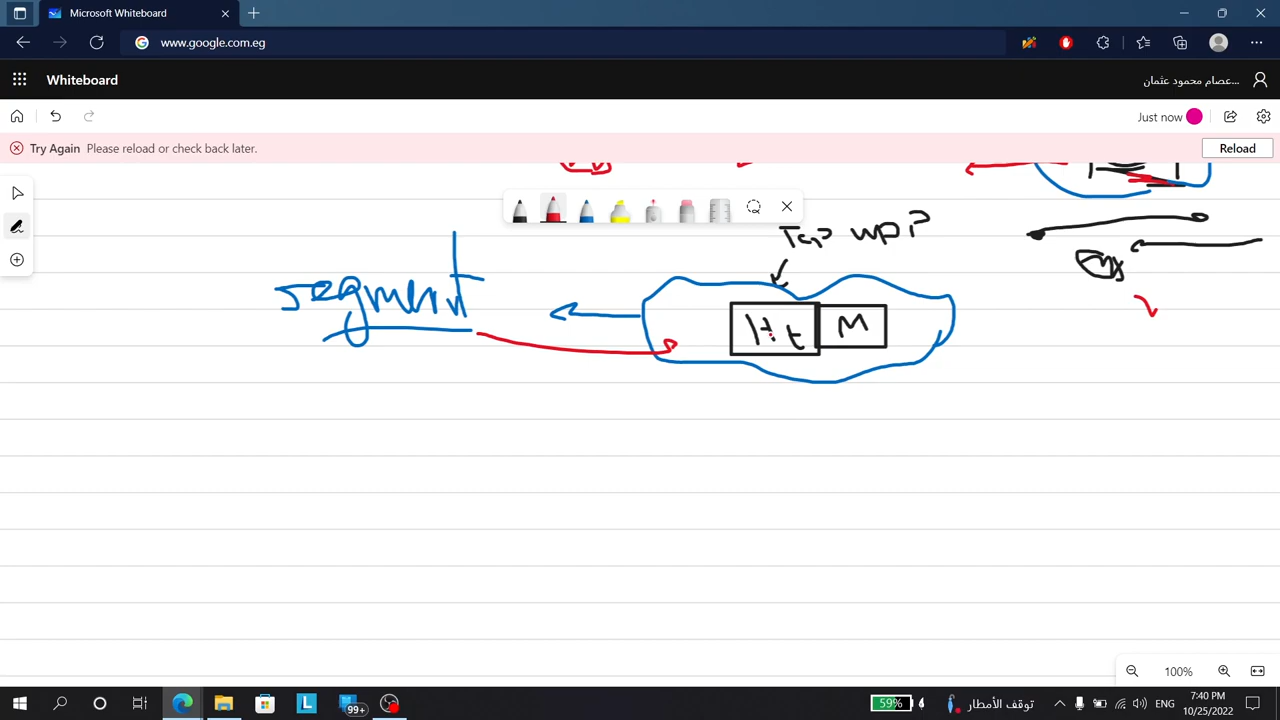 Microsoft Whiteboard
www.google.com.eg
Whiteboard
عصام محمود عثمان...
Just now
Try Again Please reload or check back later.
Reload
Tcp UDP
segment
Ht M
100%
99+
59%
توقف الأمطار
ENG
7:40 PM
10/25/2022